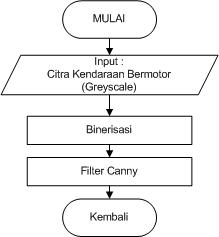 MULAI
Input :
Citra Kendaraan Bermotor
(Greyscale)
Binerisasi
Filter Canny
Kembali